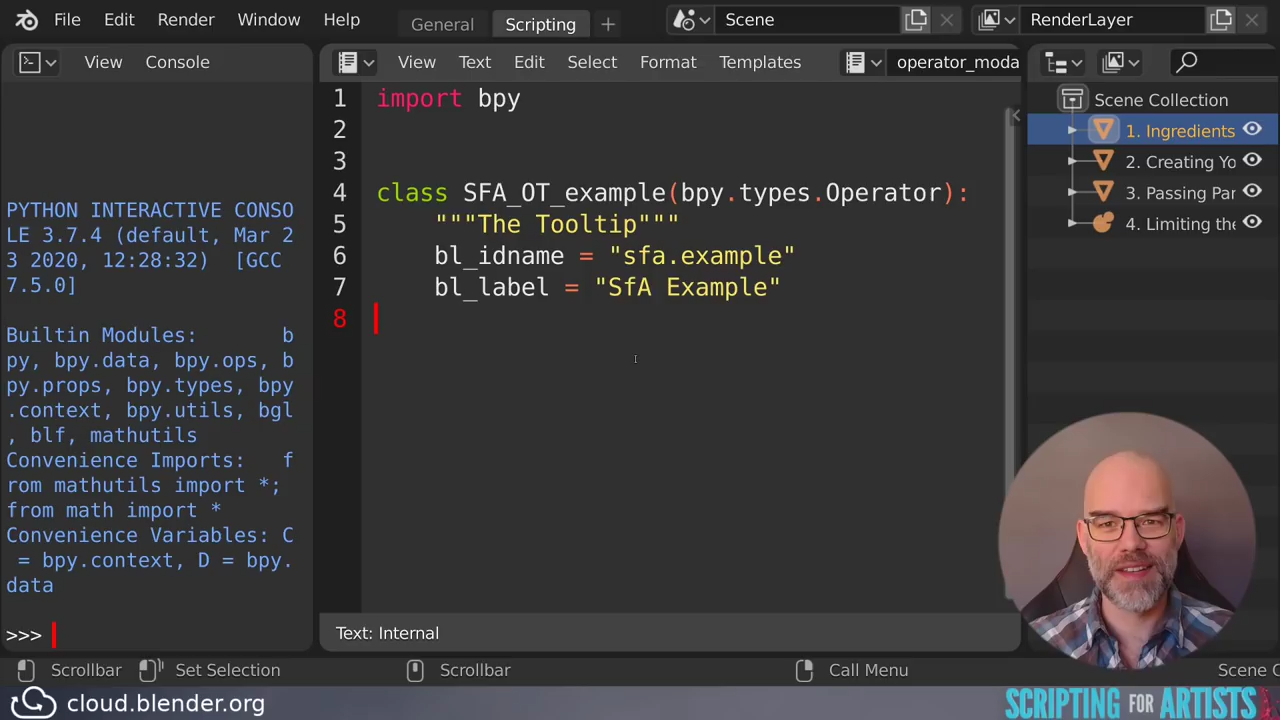 File Edit Render Window Help General Scripting + Scene RenderLayer
View Console
View Text Edit Select Format Templates operator_moda
PYTHON INTERACTIVE CONSO
LE 3.7.4 (default, Mar 2
3 2020, 12:28:32)  [GCC
7.5.0]
Builtin Modules:       b
py, bpy.data, bpy.ops, b
py.props, bpy.types, bpy
.context, bpy.utils, bgl
, blf, mathutils
Convenience Imports:   f
rom mathutils import *;
from math import *
Convenience Variables: C
 = bpy.context, D = bpy.
data
>>>
1 import bpy
2
3
4 class SFA_OT_example(bpy.types.Operator):
5     """The Tooltip"""
6     bl_idname = "sfa.example"
7     bl_label = "SfA Example"
8
Text: Internal
Scene Collection
1. Ingredients
2. Creating Yo
3. Passing Par
4. Limiting the
Scrollbar Set Selection Scrollbar Call Menu Scene C
cloud.blender.org
SCRIPTING FOR ARTISTS